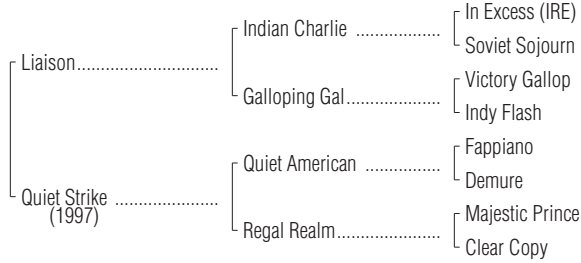 In Excess (IRE)
Indian Charlie ..................
Soviet Sojourn
Liaison..............................
Victory Gallop
Galloping Gal....................
Indy Flash
Fappiano
Quiet American ................
Demure
Quiet Strike ......................
(1997)
Majestic Prince
Regal Realm......................
Clear Copy